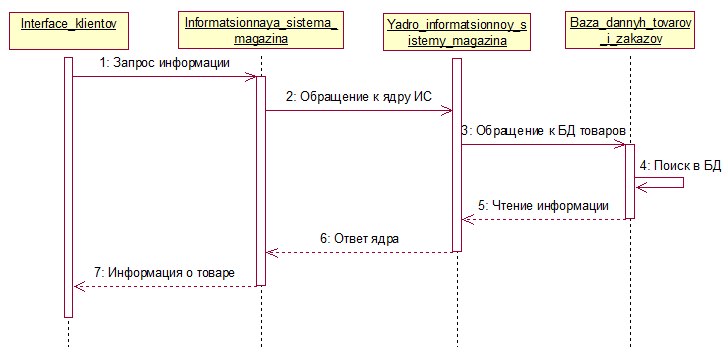 Interface_klientov
Informatsionnaya_sistema_
magazina
Yadro_informatsionnoy_s
istemy_magazina
Baza_dannyh_tovarov
_i_zakazov
1: Запрос информации
2: Обращение к ядру ИС
3: Обращение к БД товаров
4: Поиск в БД
5: Чтение информации
6: Ответ ядра
7: Информация о товаре